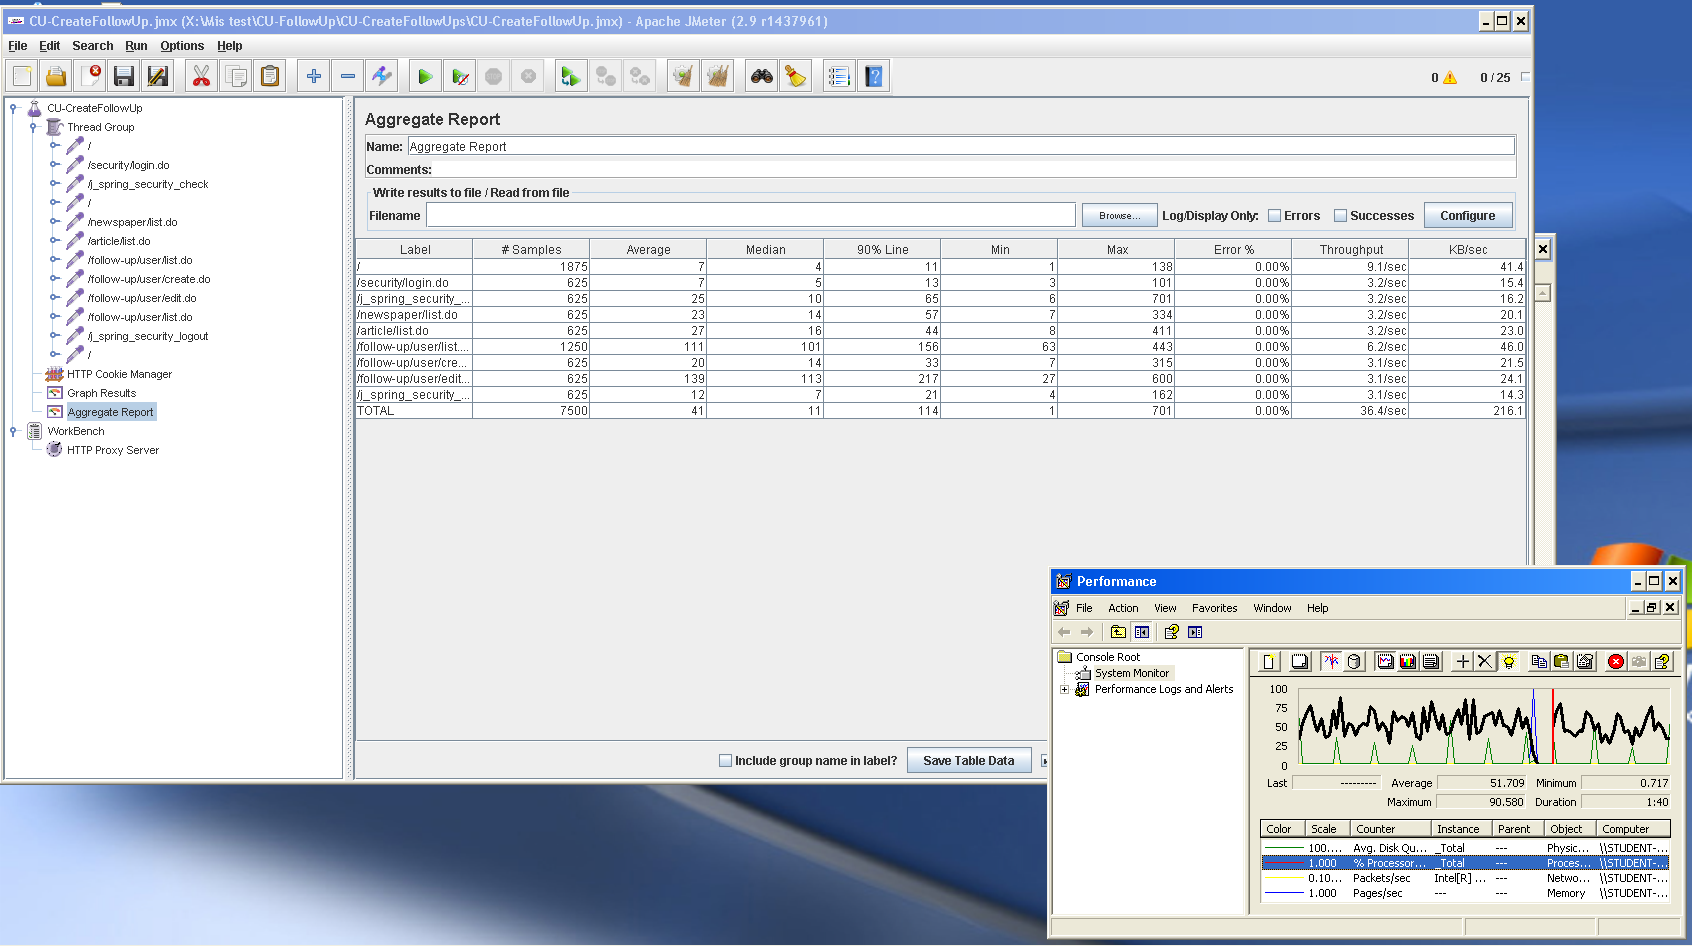 CU-CreateFollowUp.jmx (X:\Mis test\CU-FollowUp\CU-CreateFollowUps\CU-CreateFollowUp.jmx) - Apache JMeter (2.9 r1437961)
File Edit Search Run Options Help
0 0 / 25
CU-CreateFollowUp
Thread Group
/
/security/login.do
/j_spring_security_check
/
/newspaper/list.do
/article/list.do
/follow-up/user/list.do
/follow-up/user/create.do
/follow-up/user/edit.do
/follow-up/user/list.do
/j_spring_security_logout
/
HTTP Cookie Manager
Graph Results
Aggregate Report
WorkBench
HTTP Proxy Server
Aggregate Report
Name: Aggregate Report
Comments:
Write results to file / Read from file
Filename Browse... Log/Display Only: Errors Successes Configure
Label # Samples Average Median 90% Line Min Max Error % Throughput KB/sec
/ 1875 7 4 11 1 138 0.00% 9.1/sec 41.4
/security/login.do 625 7 5 13 3 101 0.00% 3.2/sec 15.4
/j_spring_security_... 625 25 10 65 6 701 0.00% 3.2/sec 16.2
/newspaper/list.do 625 23 14 57 7 334 0.00% 3.2/sec 20.1
/article/list.do 625 27 16 44 8 411 0.00% 3.2/sec 23.0
/follow-up/user/list.... 1250 111 101 156 63 443 0.00% 6.2/sec 46.0
/follow-up/user/cre... 625 20 14 33 7 315 0.00% 3.1/sec 21.5
/follow-up/user/edit... 625 139 113 217 27 600 0.00% 3.1/sec 24.1
/j_spring_security_... 625 12 7 21 4 162 0.00% 3.1/sec 14.3
TOTAL 7500 41 11 114 1 701 0.00% 36.4/sec 216.1
Include group name in label? Save Table Data
Performance
File Action View Favorites Window Help
Console Root
System Monitor
Performance Logs and Alerts
100
75
50
25
0
Last --------- Average 51.709 Minimum 0.717
Maximum 90.580 Duration 1:40
Color Scale Counter Instance Parent Object Computer
100.... Avg. Disk Qu... _Total --- Physic... \\STUDENT-...
1.000 % Processor... _Total --- Proces... \\STUDENT-...
0.10... Packets/sec Intel[R] ... --- Netwo... \\STUDENT-...
1.000 Pages/sec --- --- Memory \\STUDENT-...